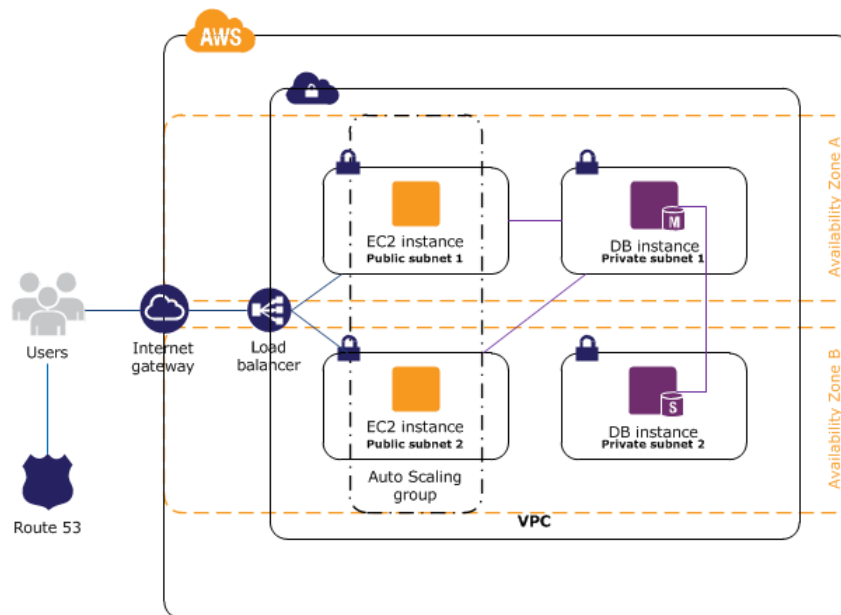 AWS
Availability Zone A
EC2 instance
Public subnet 1
M
DB instance
Private subnet 1
Users
Internet
gateway
Load
balancer
Availability Zone B
EC2 instance
Public subnet 2
S
DB instance
Private subnet 2
Auto Scaling
group
Route 53
VPC